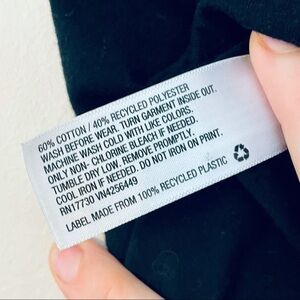 60% COTTON / 40% RECYCLED POLYESTER
WASH BEFORE WEAR. TURN GARMENT INSIDE OUT.
MACHINE WASH COLD WITH LIKE COLORS.
ONLY NON- CHLORINE BLEACH IF NEEDED.
TUMBLE DRY LOW. REMOVE PROMPTLY.
COOL IRON IF NEEDED. DO NOT IRON ON PRINT.
RN17730 VN4256449
LABEL MADE FROM 100% RECYCLED PLASTIC